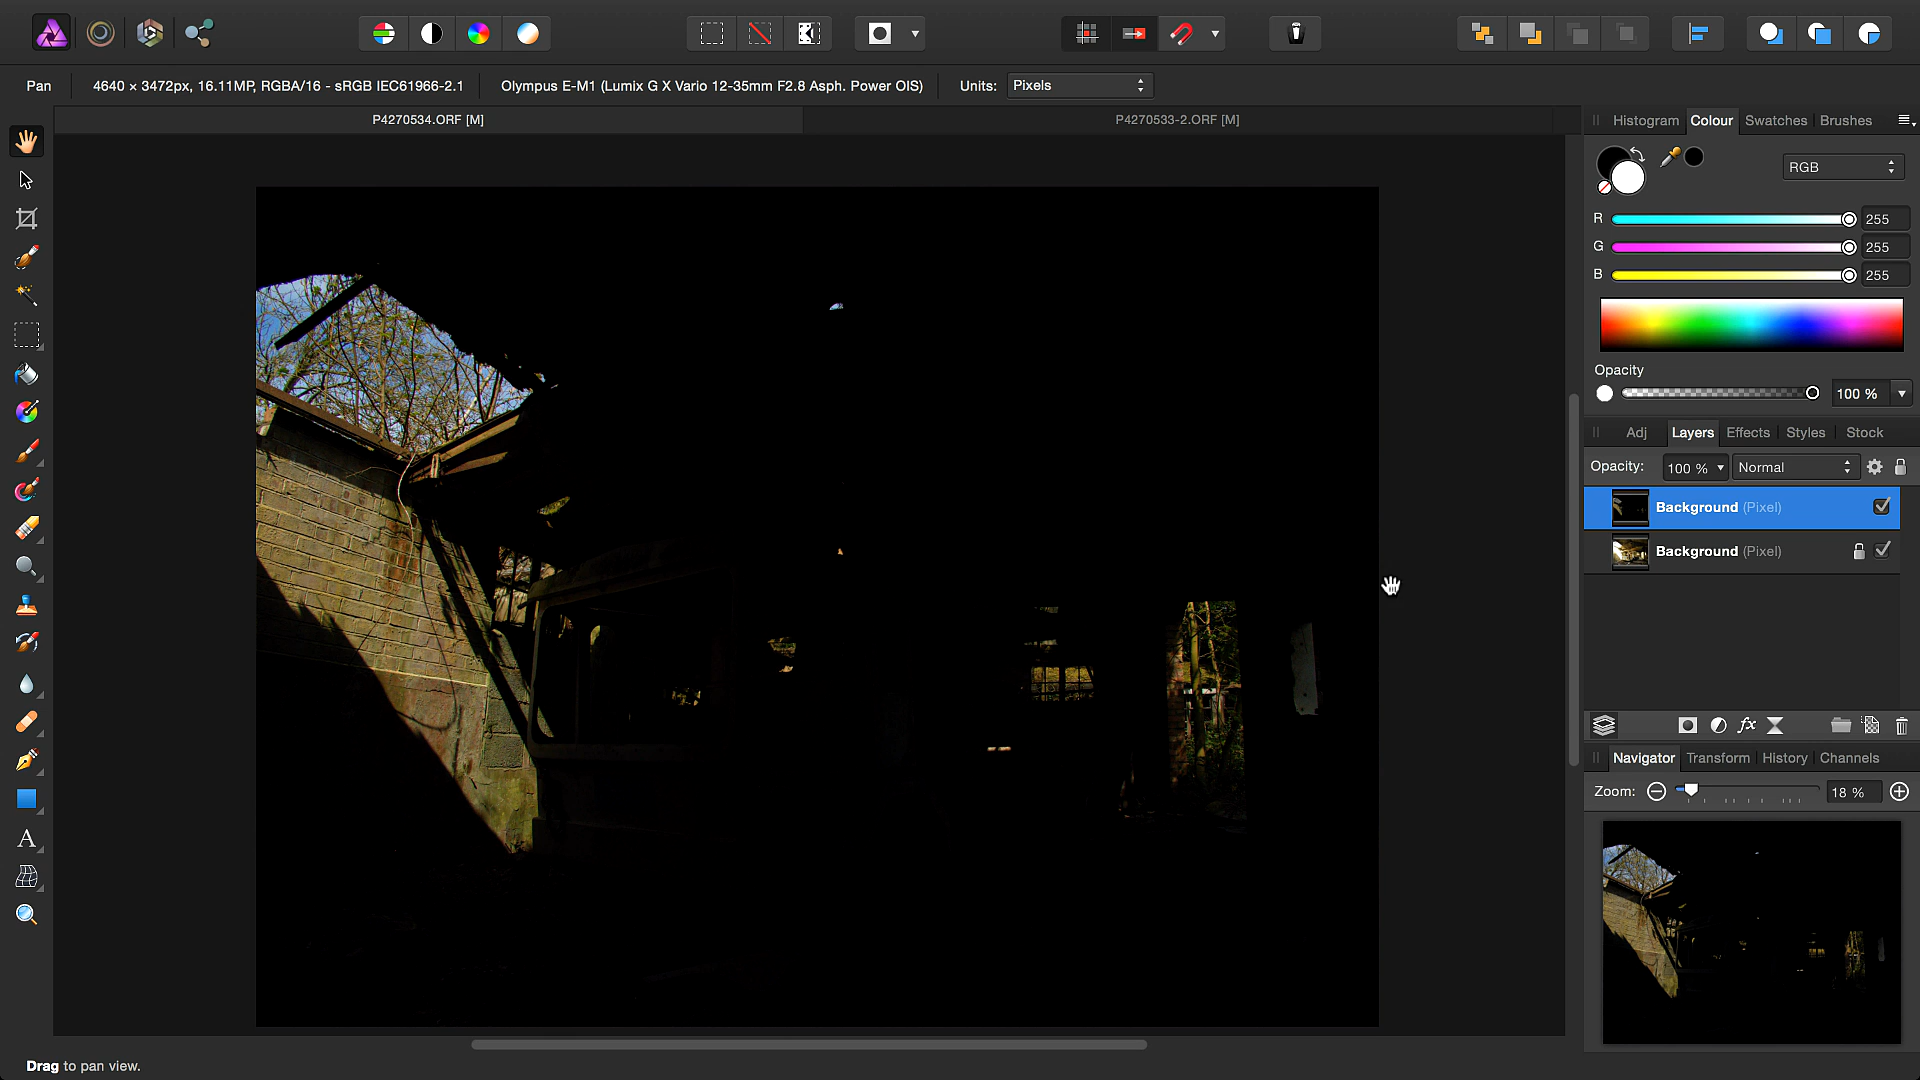 Pan
4640 × 3472px, 16.11MP, RGBA/16 - sRGB IEC61966-2.1
Olympus E-M1 (Lumix G X Vario 12-35mm F2.8 Asph. Power OIS)
Units: Pixels
P4270534.ORF [M]
P4270533-2.ORF [M]
Histogram Colour Swatches Brushes
RGB
R 255
G 255
B 255
Opacity
100 %
Adj Layers Effects Styles Stock
Opacity: 100 % Normal
Background (Pixel)
Background (Pixel)
fx
Navigator Transform History Channels
Zoom: 18 %
A
Drag to pan view.